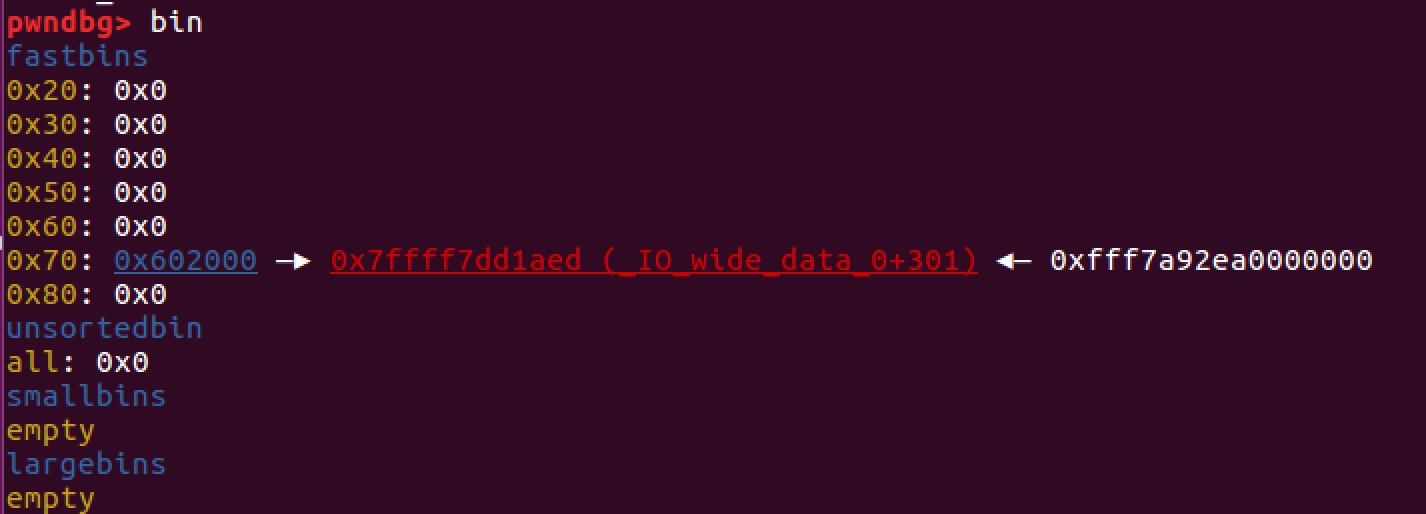 pwndbg> bin
fastbins
0x20: 0x0
0x30: 0x0
0x40: 0x0
0x50: 0x0
0x60: 0x0
0x70: 0x602000 —▸ 0x7ffff7dd1aed (_IO_wide_data_0+301) ◂— 0xfff7a92ea0000000
0x80: 0x0
unsortedbin
all: 0x0
smallbins
empty
largebins
empty